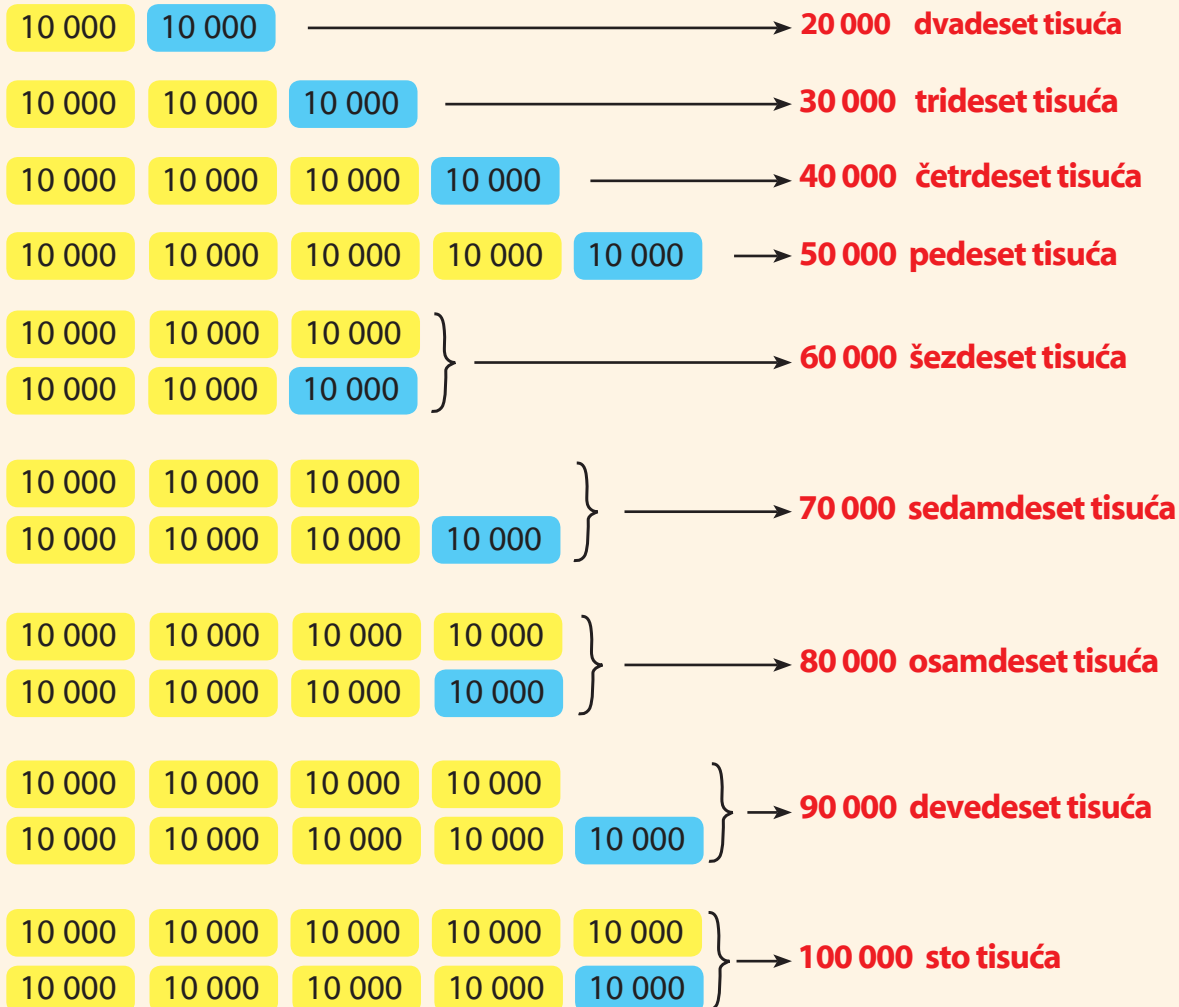 10 000 10 000 20 000 dvadeset tisuća
10 000 10 000 10 000 30 000 trideset tisuća
10 000 10 000 10 000 10 000 40 000 četrdeset tisuća
10 000 10 000 10 000 10 000 10 000 50 000 pedeset tisuća
10 000 10 000 10 000
10 000 10 000 10 000
60 000 šezdeset tisuća
10 000 10 000 10 000
10 000 10 000 10 000 10 000
70 000 sedamdeset tisuća
10 000 10 000 10 000 10 000
10 000 10 000 10 000 10 000
80 000 osamdeset tisuća
10 000 10 000 10 000 10 000
10 000 10 000 10 000 10 000 10 000
90 000 devedeset tisuća
10 000 10 000 10 000 10 000 10 000
10 000 10 000 10 000 10 000 10 000
100 000 sto tisuća